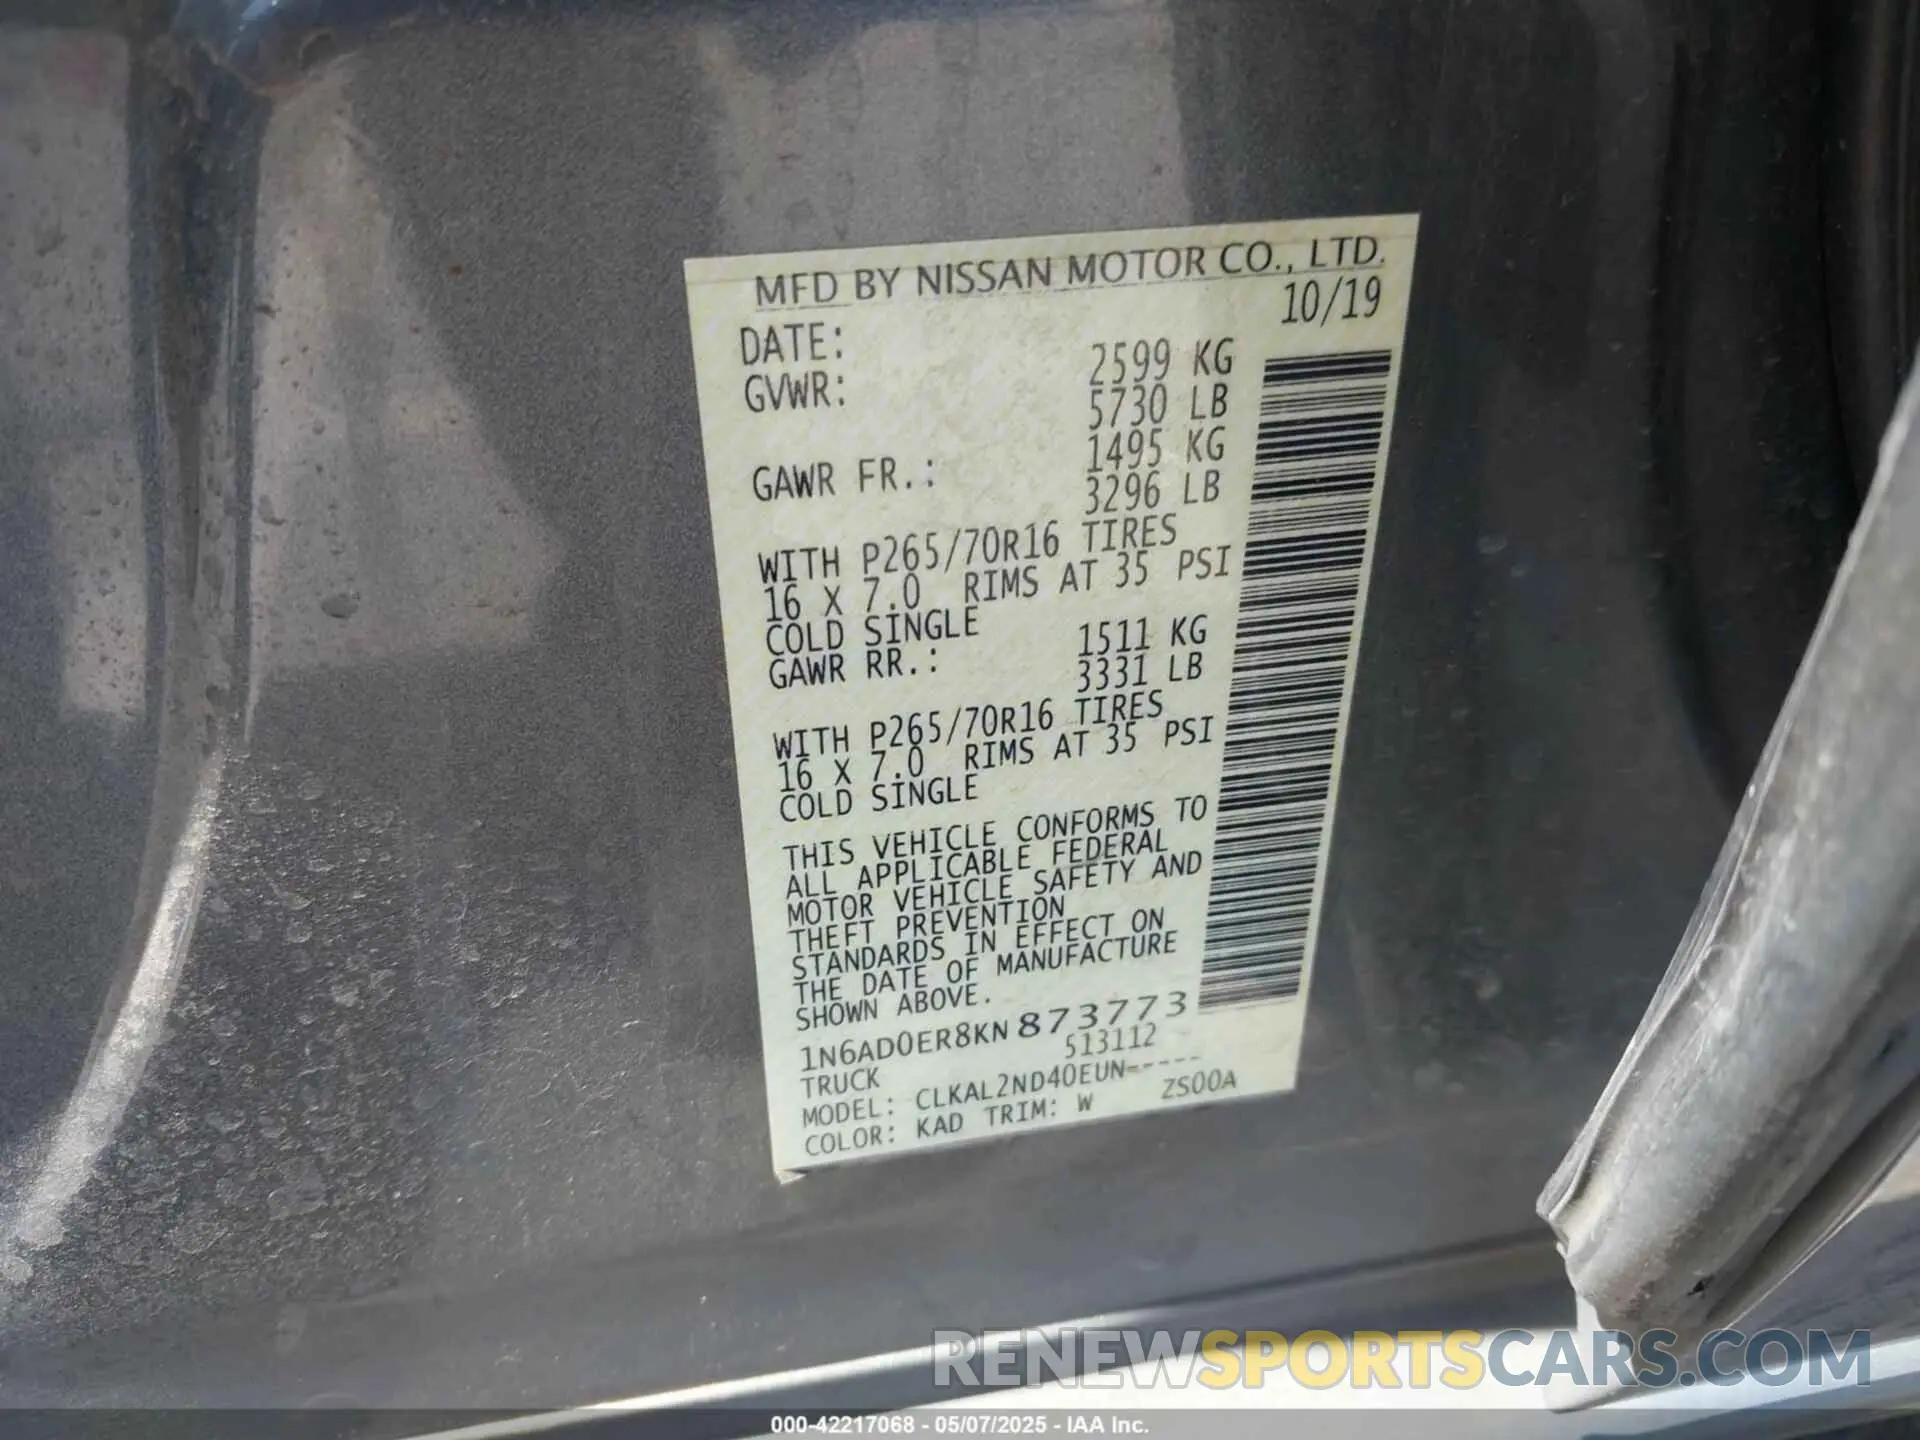 MFD BY NISSAN MOTOR CO., LTD.
DATE: 10/19
GVWR: 2599 KG
5730 LB
GAWR FR.: 1495 KG
3296 LB
WITH P265/70R16 TIRES
16 X 7.0 RIMS AT 35 PSI
COLD SINGLE
GAWR RR.: 1511 KG
3331 LB
WITH P265/70R16 TIRES
16 X 7.0 RIMS AT 35 PSI
COLD SINGLE
THIS VEHICLE CONFORMS TO
ALL APPLICABLE FEDERAL
MOTOR VEHICLE SAFETY AND
THEFT PREVENTION
STANDARDS IN EFFECT ON
THE DATE OF MANUFACTURE
SHOWN ABOVE.
1N6AD0ER8KN873773
TRUCK 513112
MODEL: CLKAL2ND40EUN-----
COLOR: KAD TRIM: W ZS00A
RENEWSPORTSCARS.COM
000-42217068 - 05/07/2025 - IAA Inc.